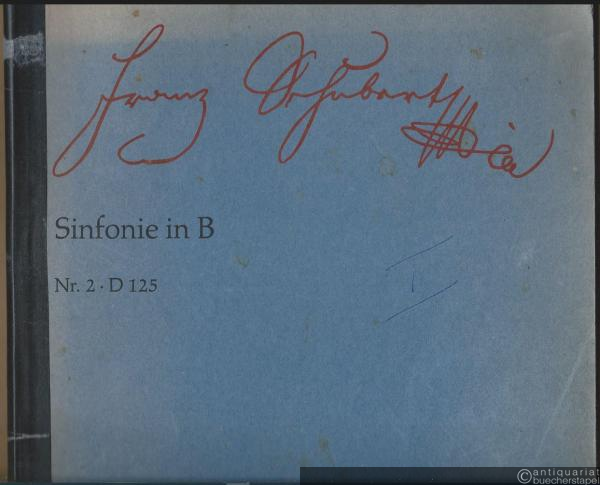 Franz Schubert
Sinfonie in B
Nr. 2 · D 125
©antiquariat
buecherstapel